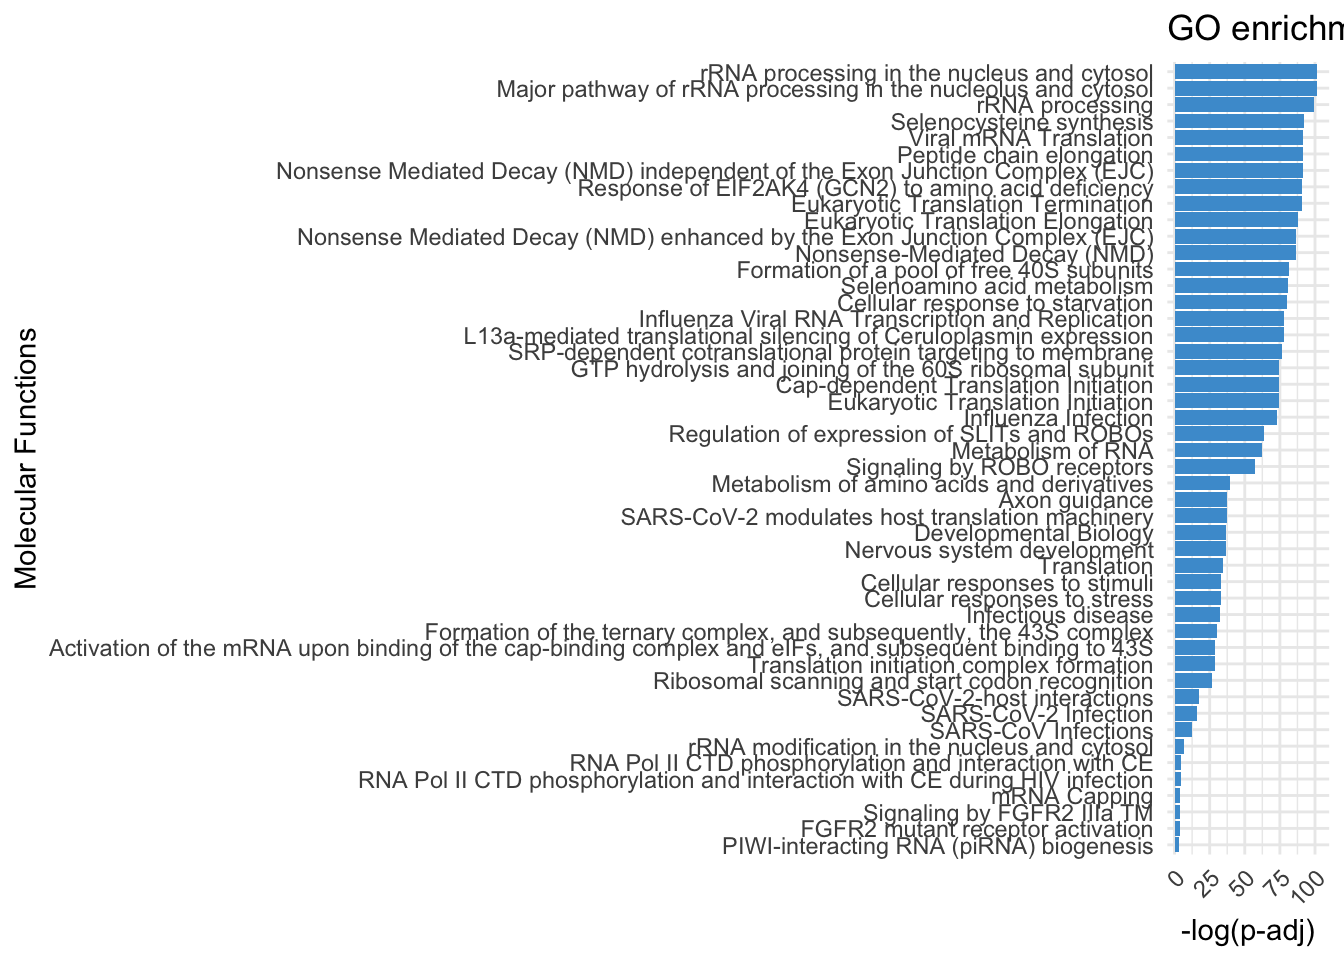 GO enrichm
rRNA processing in the nucleus and cytosol
Major pathway of rRNA processing in the nucleolus and cytosol
rRNA processing
Selenocysteine synthesis
Viral mRNA Translation
Peptide chain elongation
Nonsense Mediated Decay (NMD) independent of the Exon Junction Complex (EJC)
Response of EIF2AK4 (GCN2) to amino acid deficiency
Eukaryotic Translation Termination
Eukaryotic Translation Elongation
Nonsense Mediated Decay (NMD) enhanced by the Exon Junction Complex (EJC)
Nonsense-Mediated Decay (NMD)
Formation of a pool of free 40S subunits
Selenoamino acid metabolism
Cellular response to starvation
Influenza Viral RNA Transcription and Replication
L13a-mediated translational silencing of Ceruloplasmin expression
SRP-dependent cotranslational protein targeting to membrane
GTP hydrolysis and joining of the 60S ribosomal subunit
Cap-dependent Translation Initiation
Eukaryotic Translation Initiation
Influenza Infection
Regulation of expression of SLITs and ROBOs
Metabolism of RNA
Signaling by ROBO receptors
Metabolism of amino acids and derivatives
Axon guidance
SARS-CoV-2 modulates host translation machinery
Developmental Biology
Nervous system development
Translation
Cellular responses to stimuli
Cellular responses to stress
Infectious disease
Formation of the ternary complex, and subsequently, the 43S complex
Activation of the mRNA upon binding of the cap-binding complex and eIFs, and subsequent binding to 43S
Translation initiation complex formation
Ribosomal scanning and start codon recognition
SARS-CoV-2-host interactions
SARS-CoV-2 Infection
SARS-CoV Infections
rRNA modification in the nucleus and cytosol
RNA Pol II CTD phosphorylation and interaction with CE
RNA Pol II CTD phosphorylation and interaction with CE during HIV infection
mRNA Capping
Signaling by FGFR2 IIIa TM
FGFR2 mutant receptor activation
PIWI-interacting RNA (piRNA) biogenesis
Molecular Functions
0 25 50 75 100
-log(p-adj)